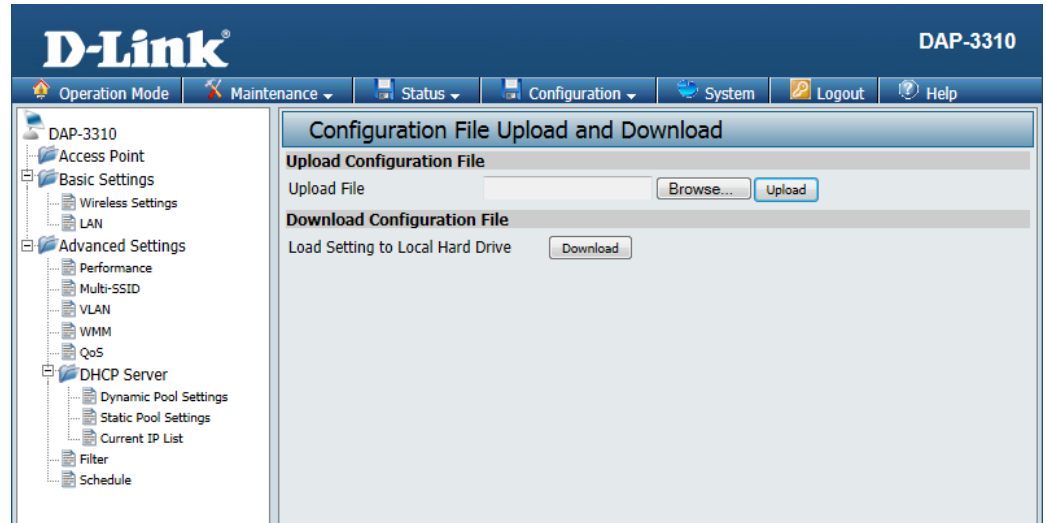 D-Link®
DAP-3310
Operation Mode Maintenance Status Configuration System Logout Help
DAP-3310
Access Point
Basic Settings
Wireless Settings
LAN
Advanced Settings
Performance
Multi-SSID
VLAN
WMM
QoS
DHCP Server
Dynamic Pool Settings
Static Pool Settings
Current IP List
Filter
Schedule
Configuration File Upload and Download
Upload Configuration File
Upload File Browse... Upload
Download Configuration File
Load Setting to Local Hard Drive Download